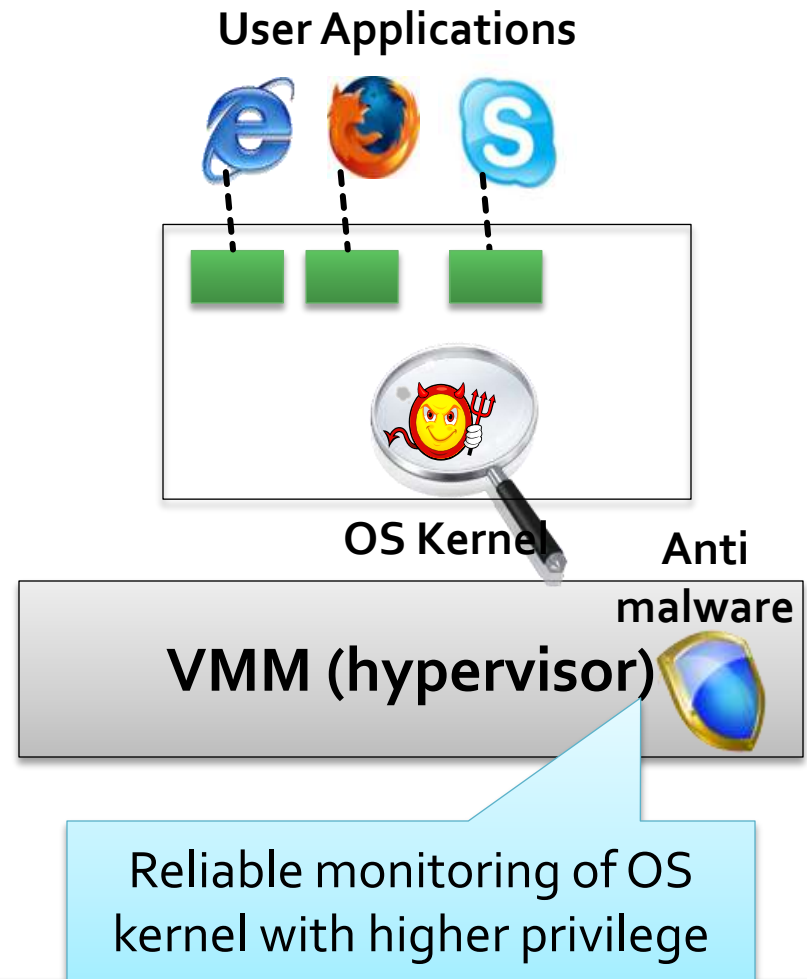 User Applications
e
S
OS Kernel
Anti
malware
VMM (hypervisor)
Reliable monitoring of OS
kernel with higher privilege